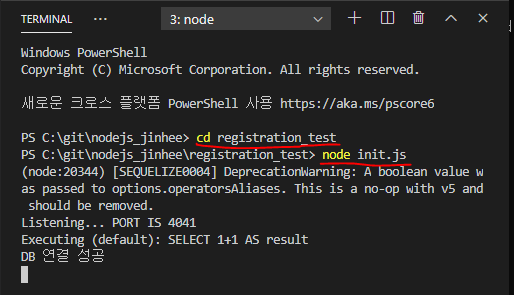 TERMINAL
3: node
Windows PowerShell
Copyright (C) Microsoft Corporation. All rights reserved.
새로운 크로스 플랫폼 PowerShell 사용 https://aka.ms/pscore6
PS C:\git\nodejs_jinhee> cd registration_test
PS C:\git\nodejs_jinhee\registration_test> node init.js
(node:20344) [SEQUELIZE0004] DeprecationWarning: A boolean value w
as passed to options.operatorsAliases. This is a no-op with v5 and
 should be removed.
Listening... PORT IS 4041
Executing (default): SELECT 1+1 AS result
DB 연결 성공